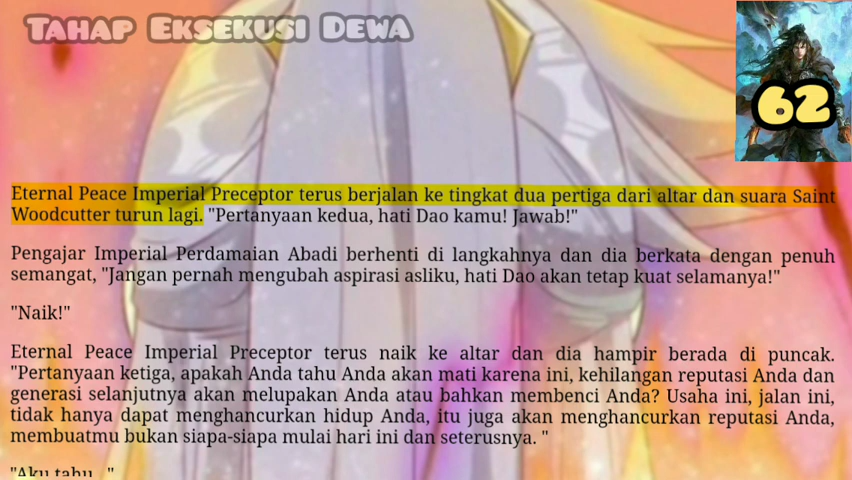 Tahap Eksekusi Dewa
62
Eternal Peace Imperial Preceptor terus berjalan ke tingkat dua pertiga dari altar dan suara Saint
Woodcutter turun lagi. "Pertanyaan kedua, hati Dao kamu! Jawab!"
Pengajar Imperial Perdamaian Abadi berhenti di langkahnya dan dia berkata dengan penuh
semangat, "Jangan pernah mengubah aspirasi asliku, hati Dao akan tetap kuat selamanya!"
"Naik!"
Eternal Peace Imperial Preceptor terus naik ke altar dan dia hampir berada di puncak.
"Pertanyaan ketiga, apakah Anda tahu Anda akan mati karena ini, kehilangan reputasi Anda dan
generasi selanjutnya akan melupakan Anda atau bahkan membenci Anda? Usaha ini, jalan ini,
tidak hanya dapat menghancurkan hidup Anda, itu juga akan menghancurkan reputasi Anda,
membuatmu bukan siapa-siapa mulai hari ini dan seterusnya. "
"Aku tahu. "